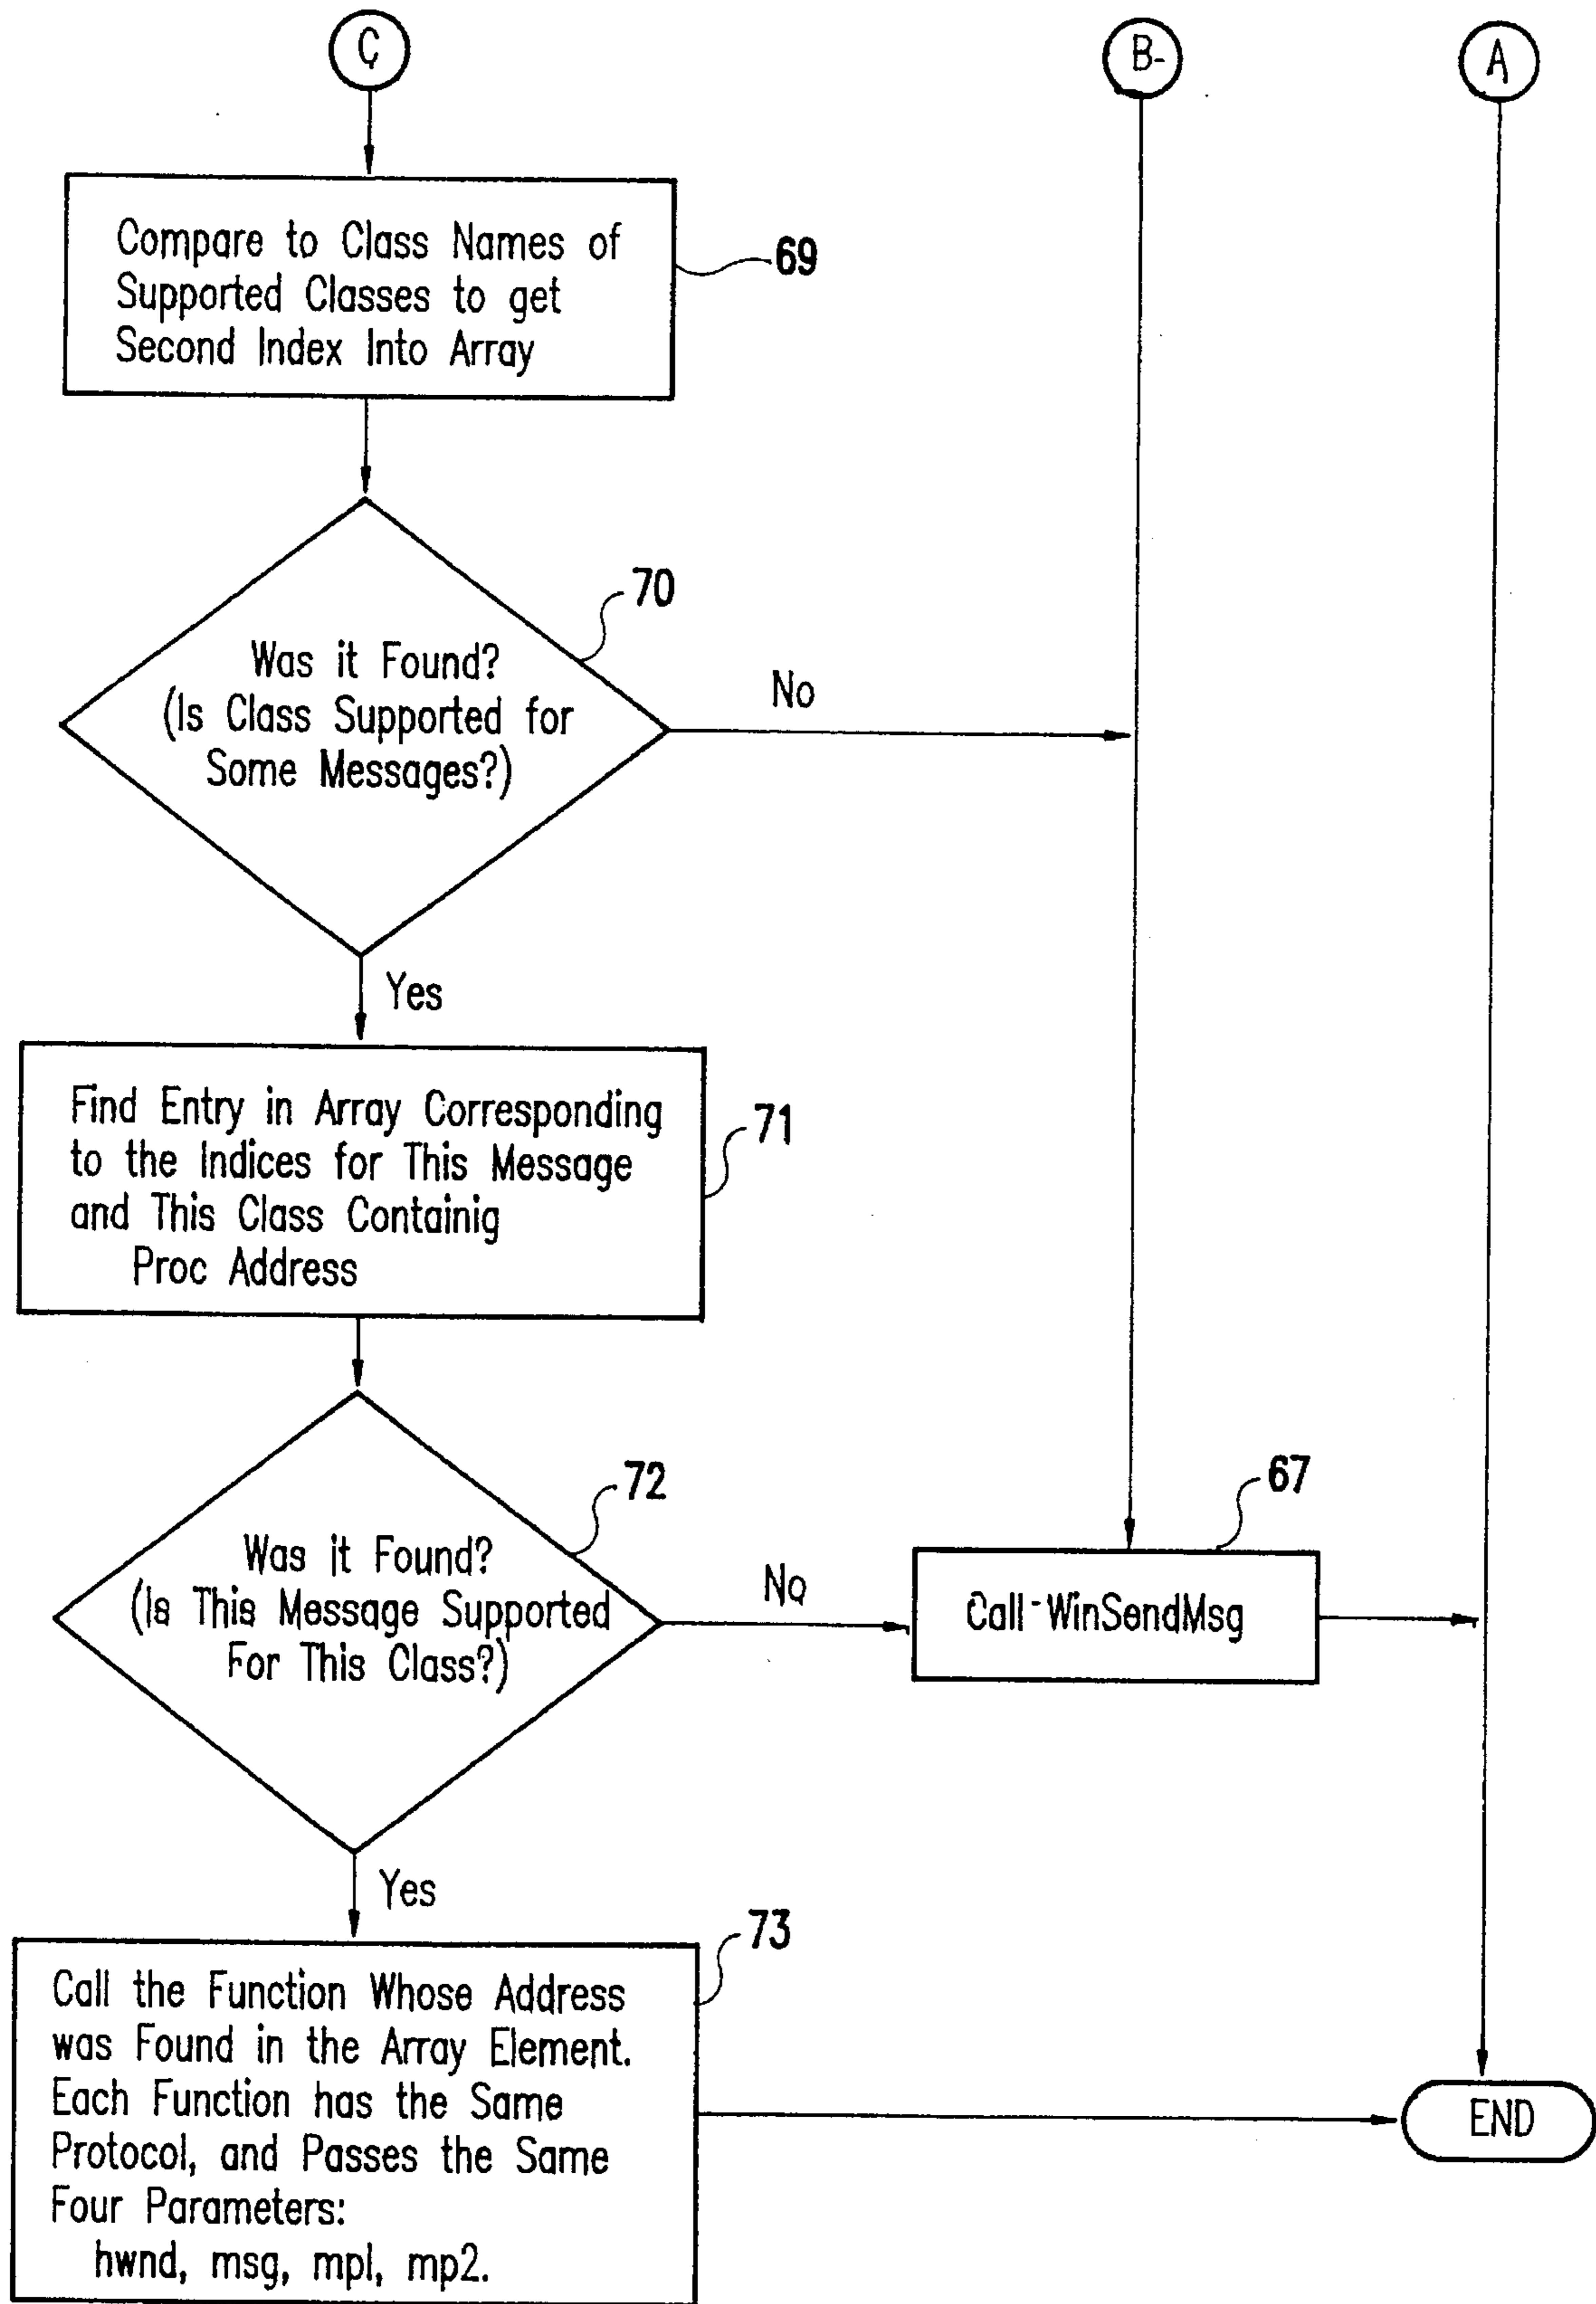 C
B-
A
Compare to Class Names of
Supported Classes to get
Second Index Into Array
69
Was it Found?
(Is Class Supported for
Some Messages?)
70
No
Yes
Find Entry in Array Corresponding
to the Indices for This Message
and This Class Containig
Proc Address
71
Was it Found?
(Is This Message Supported
For This Class?)
72
No
Call-WinSendMsg
67
Yes
Call the Function Whose Address
was Found in the Array Element.
Each Function has the Same
Protocol, and Passes the Same
Four Parameters:
hwnd, msg, mpl, mp2.
73
END